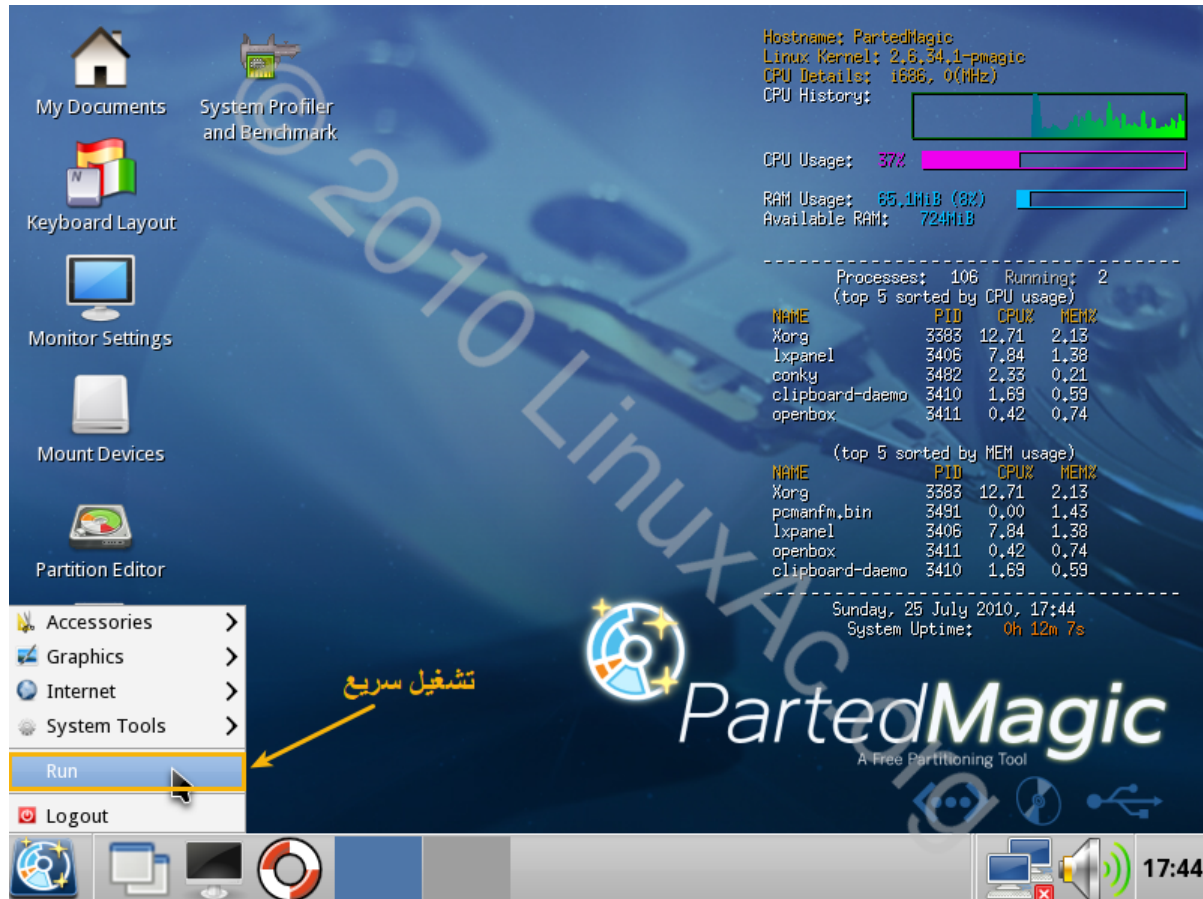 My Documents
System Profiler
and Benchmark
Keyboard Layout
Monitor Settings
Mount Devices
Partition Editor
Accessories
Graphics
Internet
System Tools
Run
Logout
تشغيل سريع
© 2010 LinuxAc.org
Hostname: PartedMagic
Linux Kernel: 2.6.34.1-pmagic
CPU Details: i686, 0(MHz)
CPU History:
CPU Usage: 37%
RAM Usage: 65.1MiB (8%)
Available RAM: 724MiB
Processes: 106 Running: 2
(top 5 sorted by CPU usage)
NAME PID CPU% MEM%
Xorg 3383 12.71 2.13
lxpanel 3406 7.84 1.38
conky 3482 2.33 0.21
clipboard-daemo 3410 1.69 0.59
openbox 3411 0.42 0.74
(top 5 sorted by MEM usage)
NAME PID CPU% MEM%
Xorg 3383 12.71 2.13
pcmanfm.bin 3491 0.00 1.43
lxpanel 3406 7.84 1.38
openbox 3411 0.42 0.74
clipboard-daemo 3410 1.69 0.59
Sunday, 25 July 2010, 17:44
System Uptime: 0h 12m 7s
PartedMagic
A Free Partitioning Tool
17:44